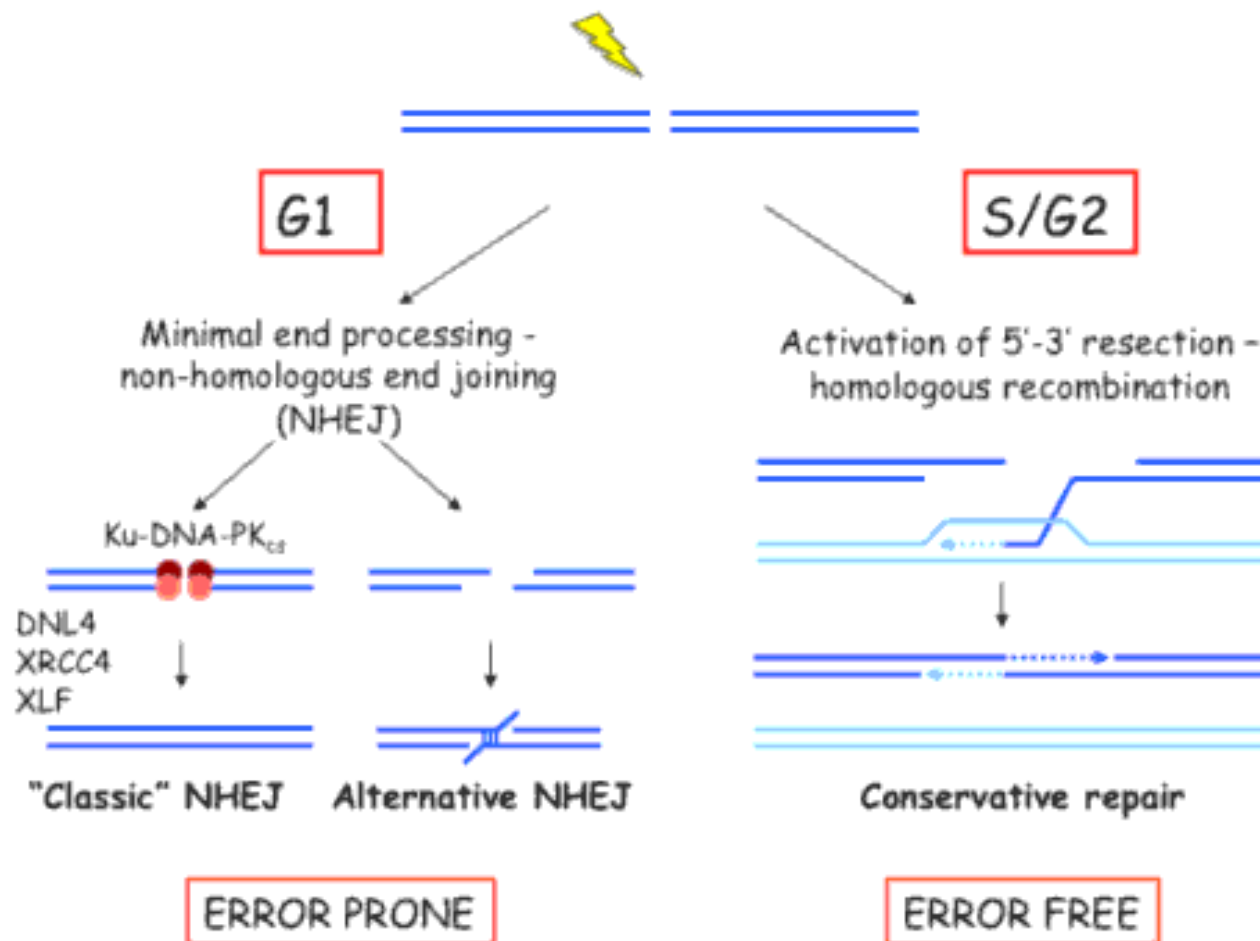 G1
S/G2
Minimal end processing -
non-homologous end joining
(NHEJ)
Activation of 5'-3' resection –
homologous recombination
Ku-DNA-PKcs
DNL4
XRCC4
XLF
“Classic” NHEJ
Alternative NHEJ
Conservative repair
ERROR PRONE
ERROR FREE